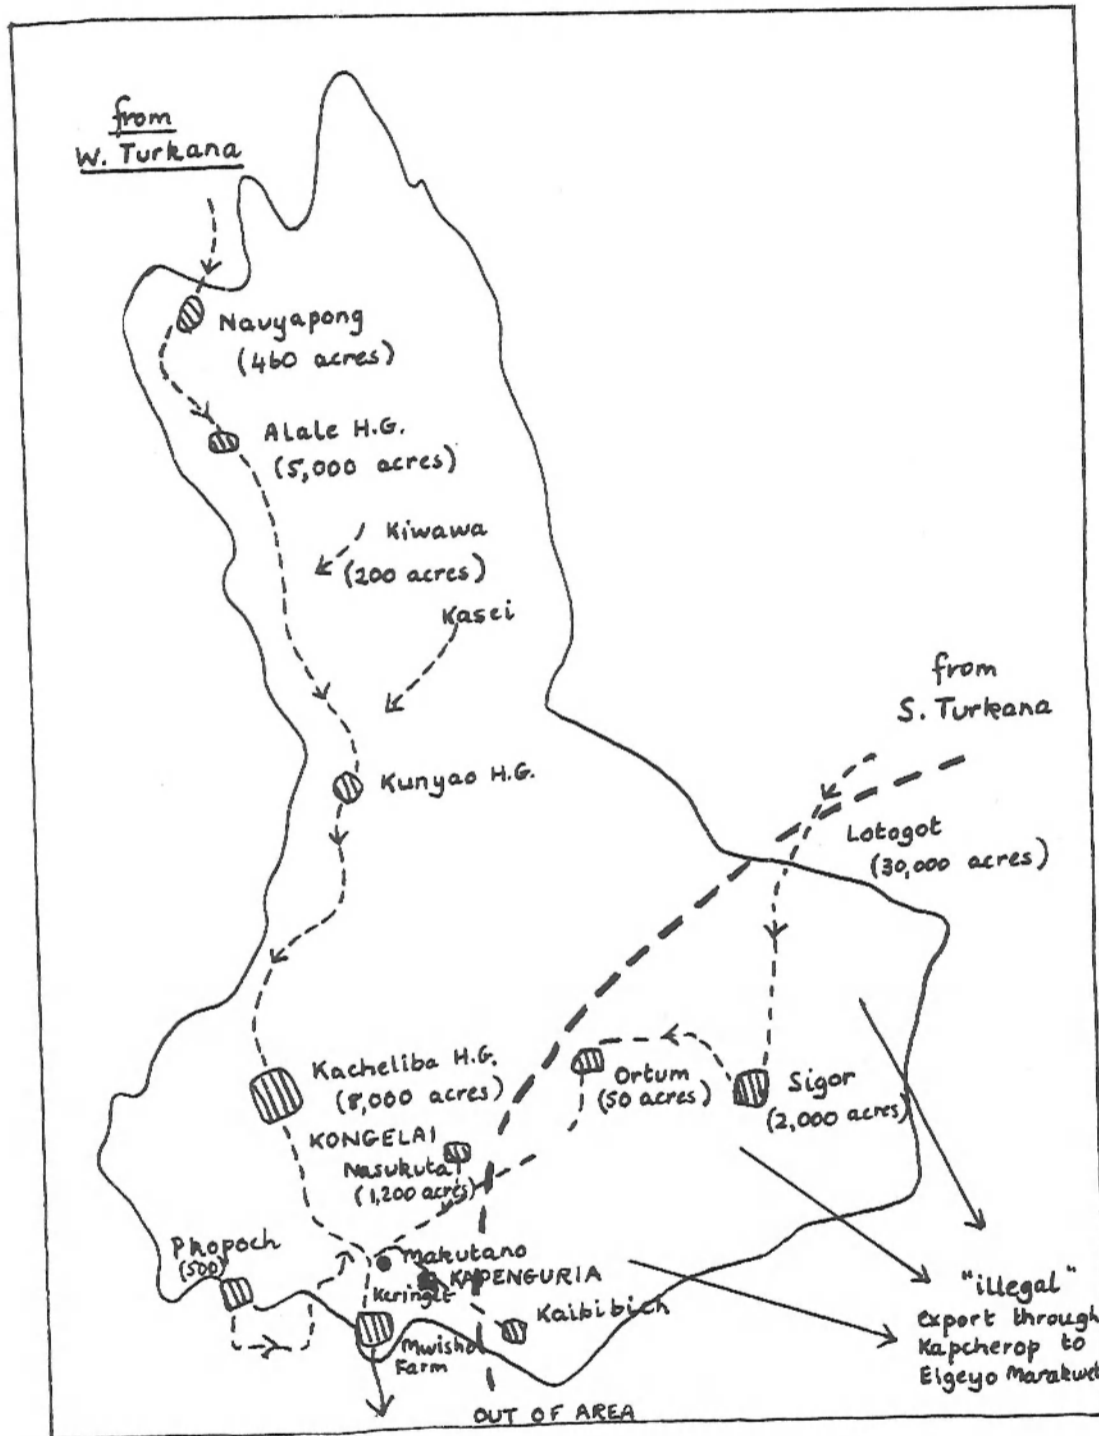 from
W. Turkana
Nauyapong
(460 acres)
Alale H.G.
(5,000 acres)
Kiwawa
(200 acres)
Kasei
from
S. Turkana
Kunyao H.G.
Lotogot
(30,000 acres)
Kacheliba H.G.
(8,000 acres)
Ortum
(50 acres)
Sigor
(2,000 acres)
KONGELAI
Nasukuta
(1,200 acres)
Phopoch
(500)
Makutano
KAPENGURIA
Keringet
Kaibibich
Mwishol
Farm
"illegal"
export through
Kapcherop to
Elgeyo Marakwet
OUT OF AREA